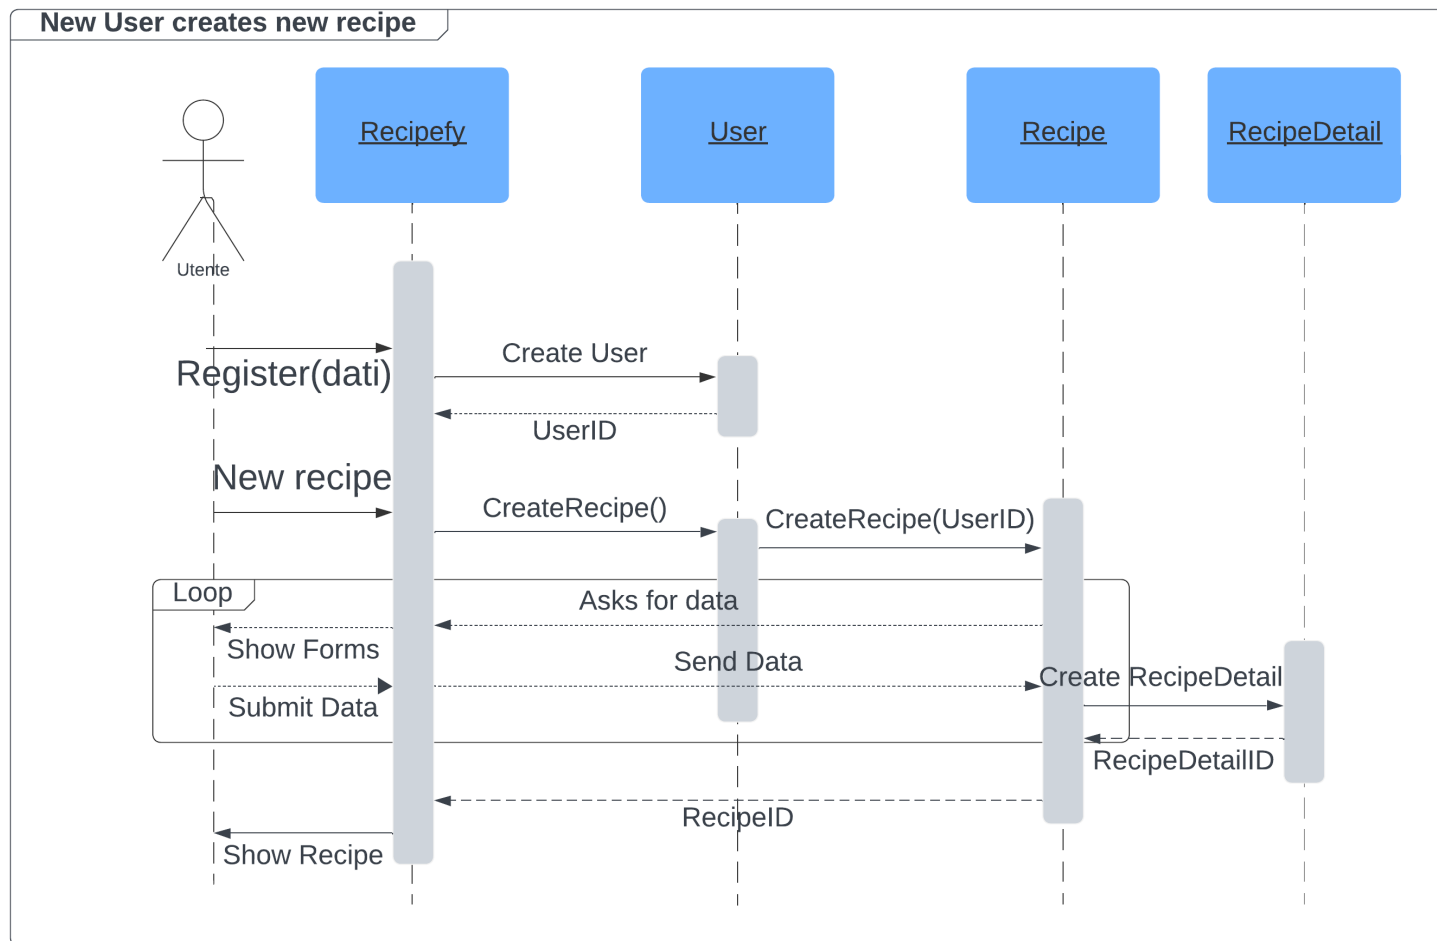 New User creates new recipe
Recipefy
User
Recipe
RecipeDetail
Utente
Register(dati)
Create User
UserID
New recipe
CreateRecipe()
CreateRecipe(UserID)
Loop
Asks for data
Show Forms
Send Data
Create RecipeDetail
Submit Data
RecipeDetailID
RecipeID
Show Recipe